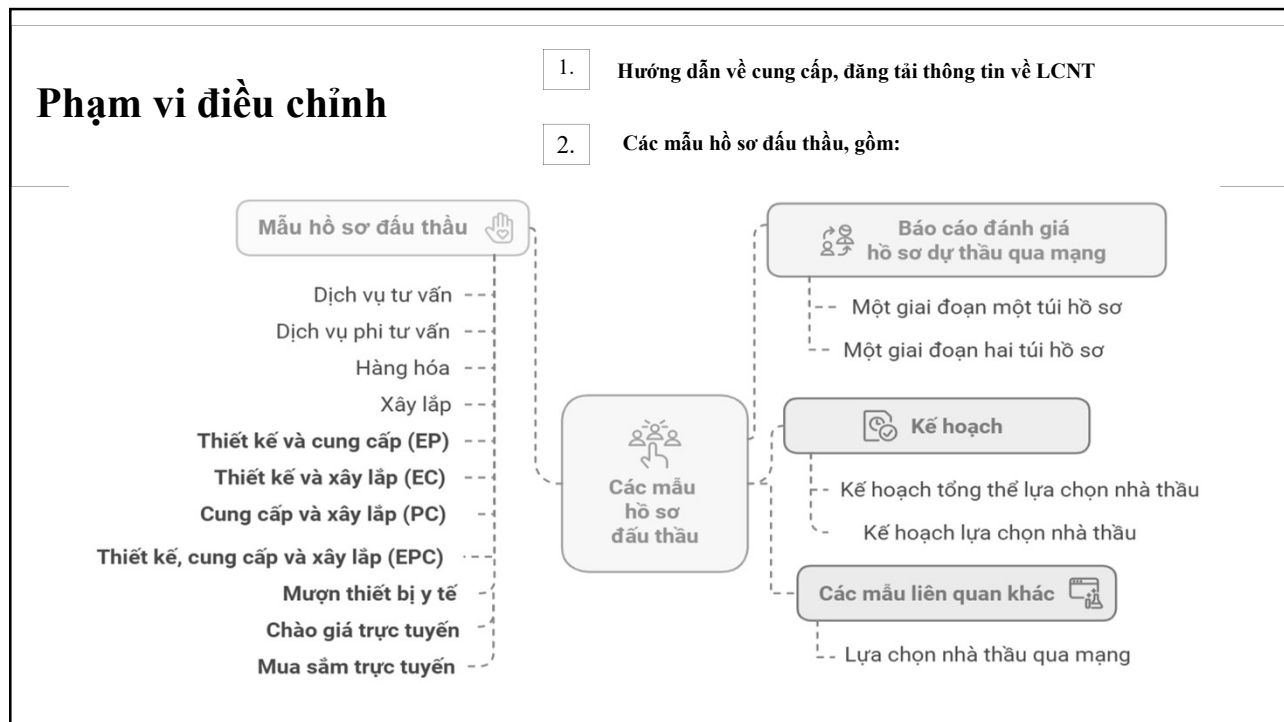 Phạm vi điều chỉnh
1. Hướng dẫn về cung cấp, đăng tải thông tin về LCNT
2. Các mẫu hồ sơ đấu thầu, gồm:
Mẫu hồ sơ đấu thầu
Dịch vụ tư vấn
Dịch vụ phi tư vấn
Hàng hóa
Xây lắp
Thiết kế và cung cấp (EP)
Thiết kế và xây lắp (EC)
Cung cấp và xây lắp (PC)
Thiết kế, cung cấp và xây lắp (EPC)
Mượn thiết bị y tế
Chào giá trực tuyến
Mua sắm trực tuyến
Các mẫu
hồ sơ
đấu thầu
Báo cáo đánh giá
hồ sơ dự thầu qua mạng
Một giai đoạn một túi hồ sơ
Một giai đoạn hai túi hồ sơ
Kế hoạch
Kế hoạch tổng thể lựa chọn nhà thầu
Kế hoạch lựa chọn nhà thầu
Các mẫu liên quan khác
Lựa chọn nhà thầu qua mạng